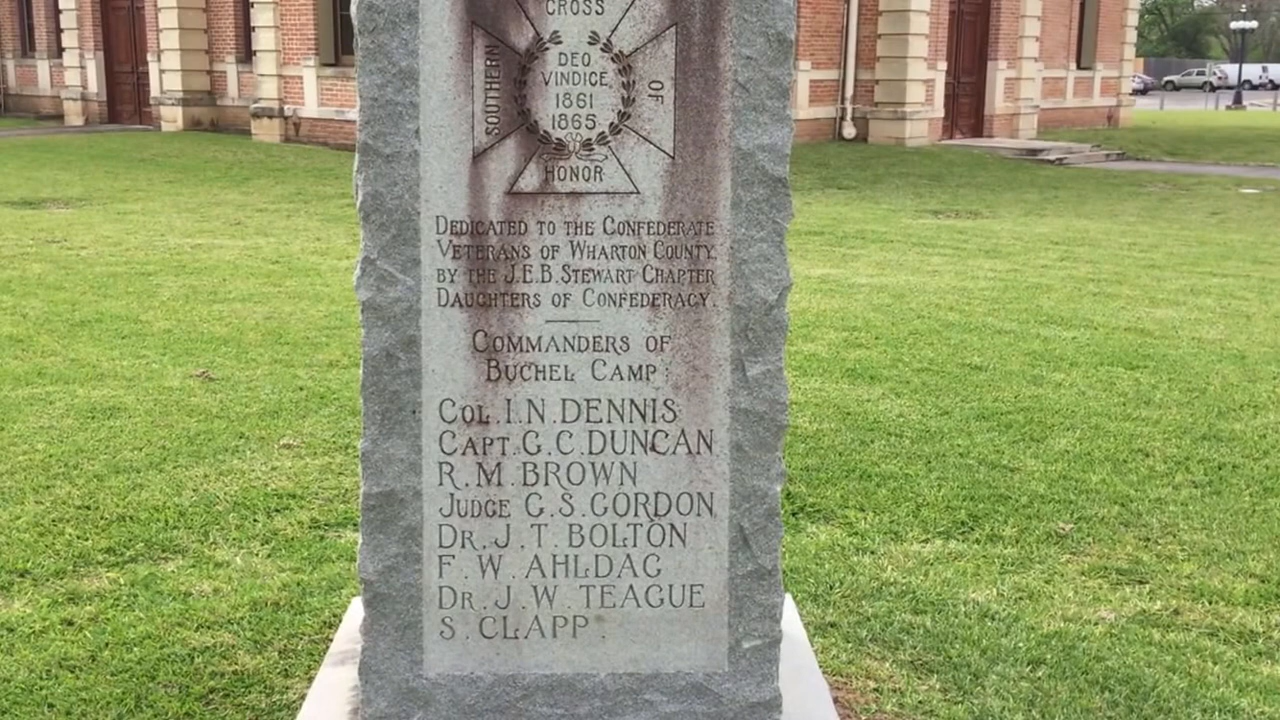 CROSS
SOUTHERN
DEO
VINDICE
1861
1865
OF
HONOR
DEDICATED TO THE CONFEDERATE
VETERANS OF WHARTON COUNTY.
BY THE J.E.B. STEWART CHAPTER
DAUGHTERS OF CONFEDERACY.
COMMANDERS OF
BUCHEL CAMP:
COL. I. N. DENNIS
CAPT. G. C. DUNCAN
R. M. BROWN
JUDGE G. S. GORDON
DR. J. T. BOLTON
F. W. AHLDAG
DR. J. W. TEAGUE
S. CLAPP.